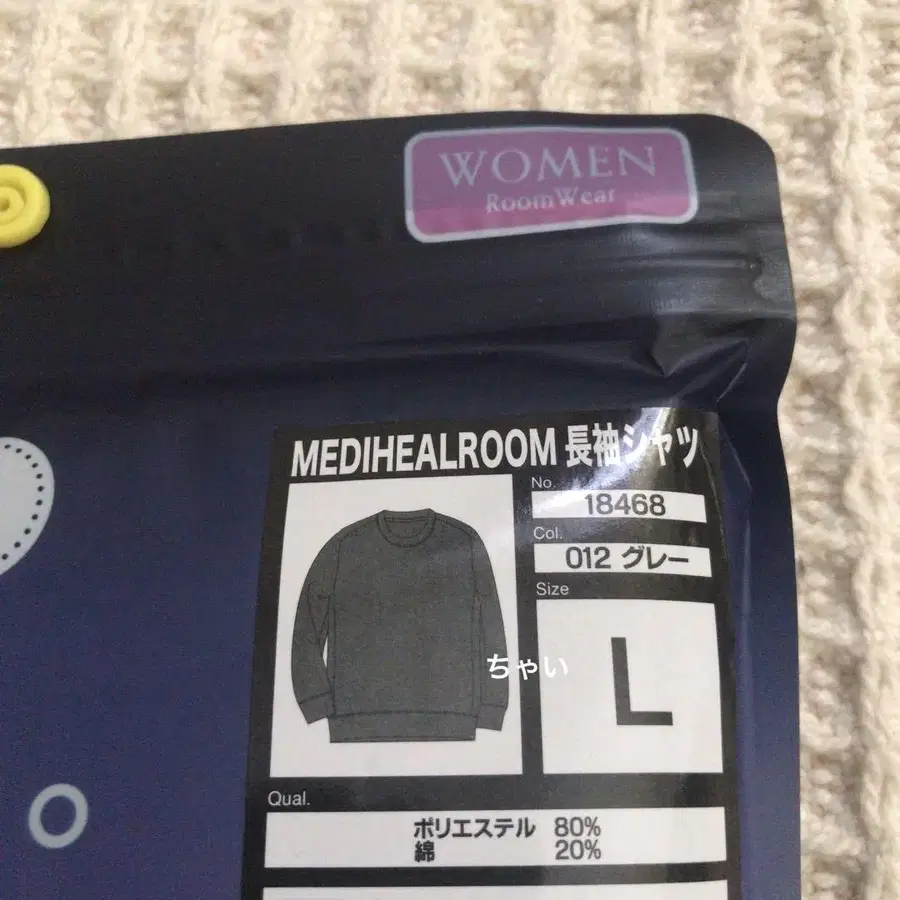 WOMEN
RoomWear
MEDIHEALROOM 長袖シャツ
No.
18468
Col.
012 グレー
Size
L
ちゃい
Qual.
ポリエステル 80%
綿 20%